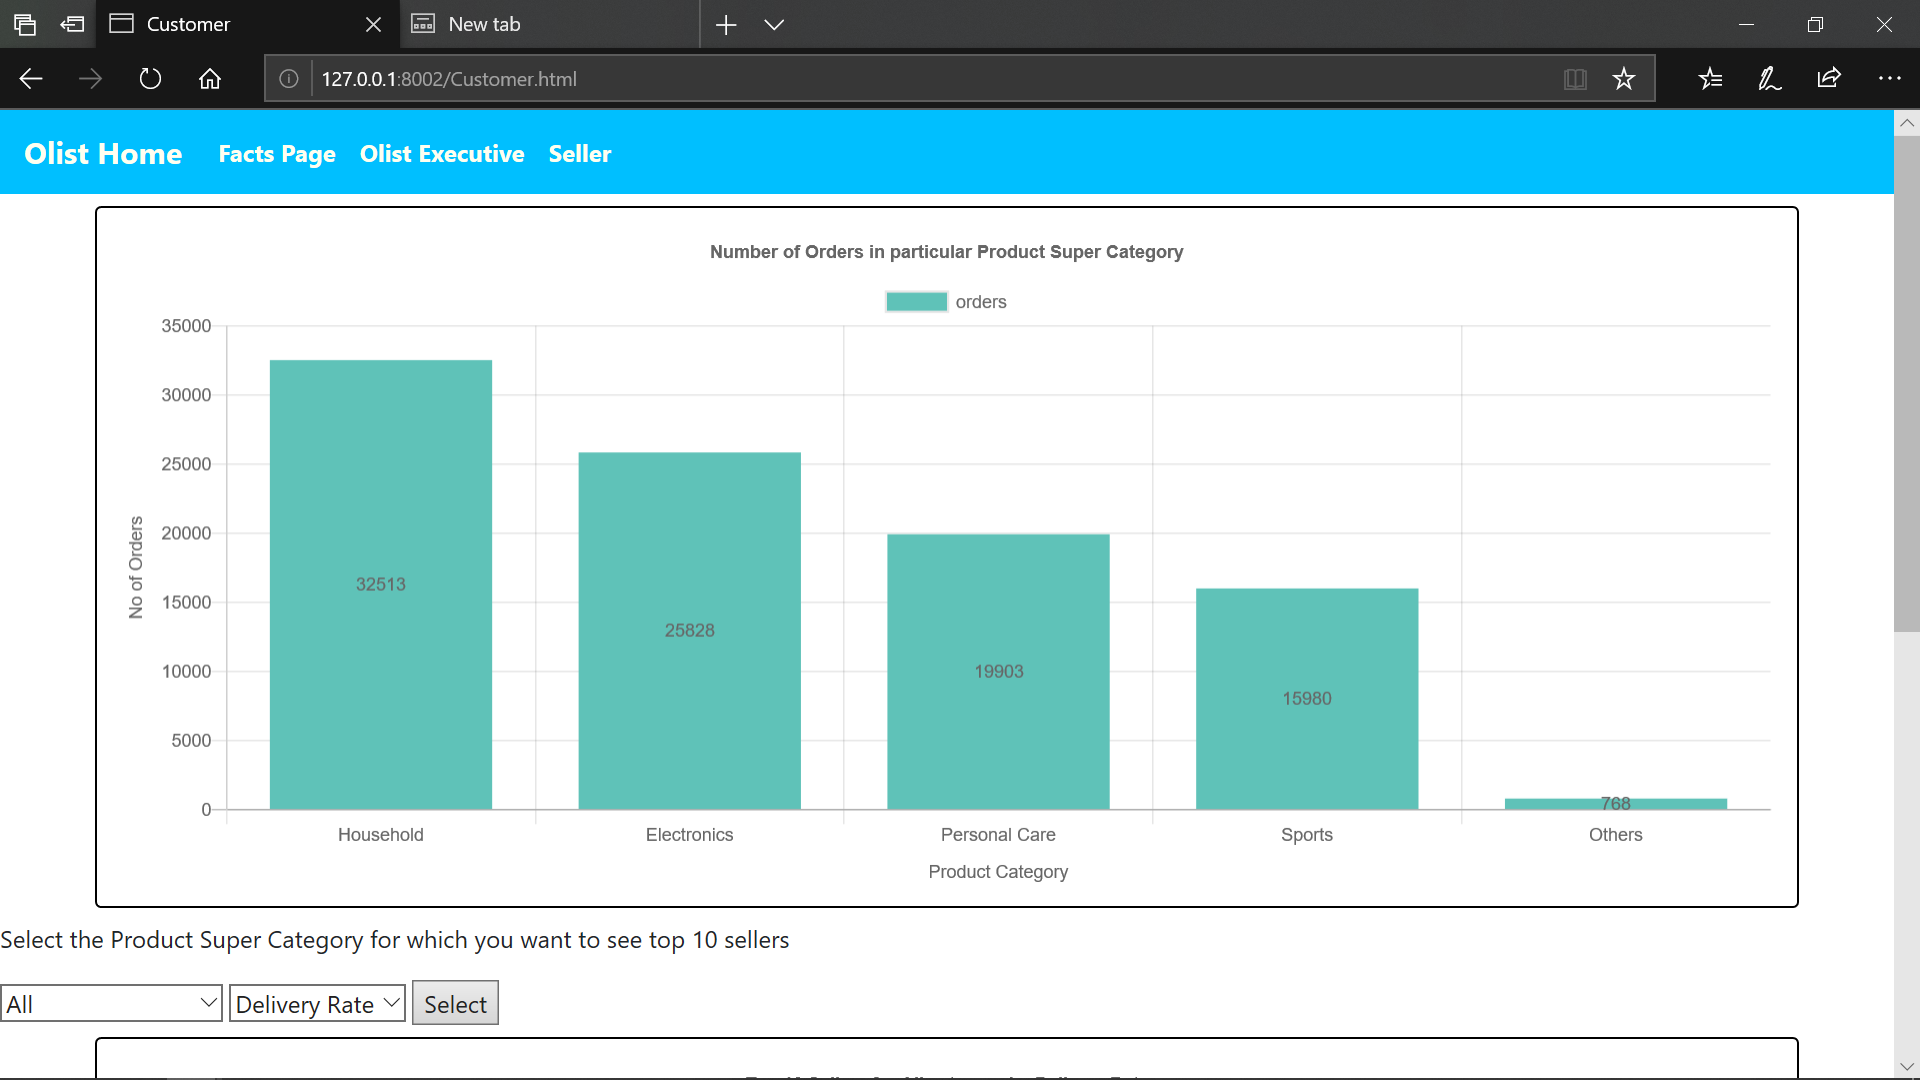 Customer
New tab
127.0.0.1:8002/Customer.html
Olist Home Facts Page Olist Executive Seller
Number of Orders in particular Product Super Category
orders
35000
30000
25000
20000
15000
10000
5000
0
No of Orders
32513
25828
19903
15980
768
Household Electronics Personal Care Sports Others
Product Category
Select the Product Super Category for which you want to see top 10 sellers
All Delivery Rate Select